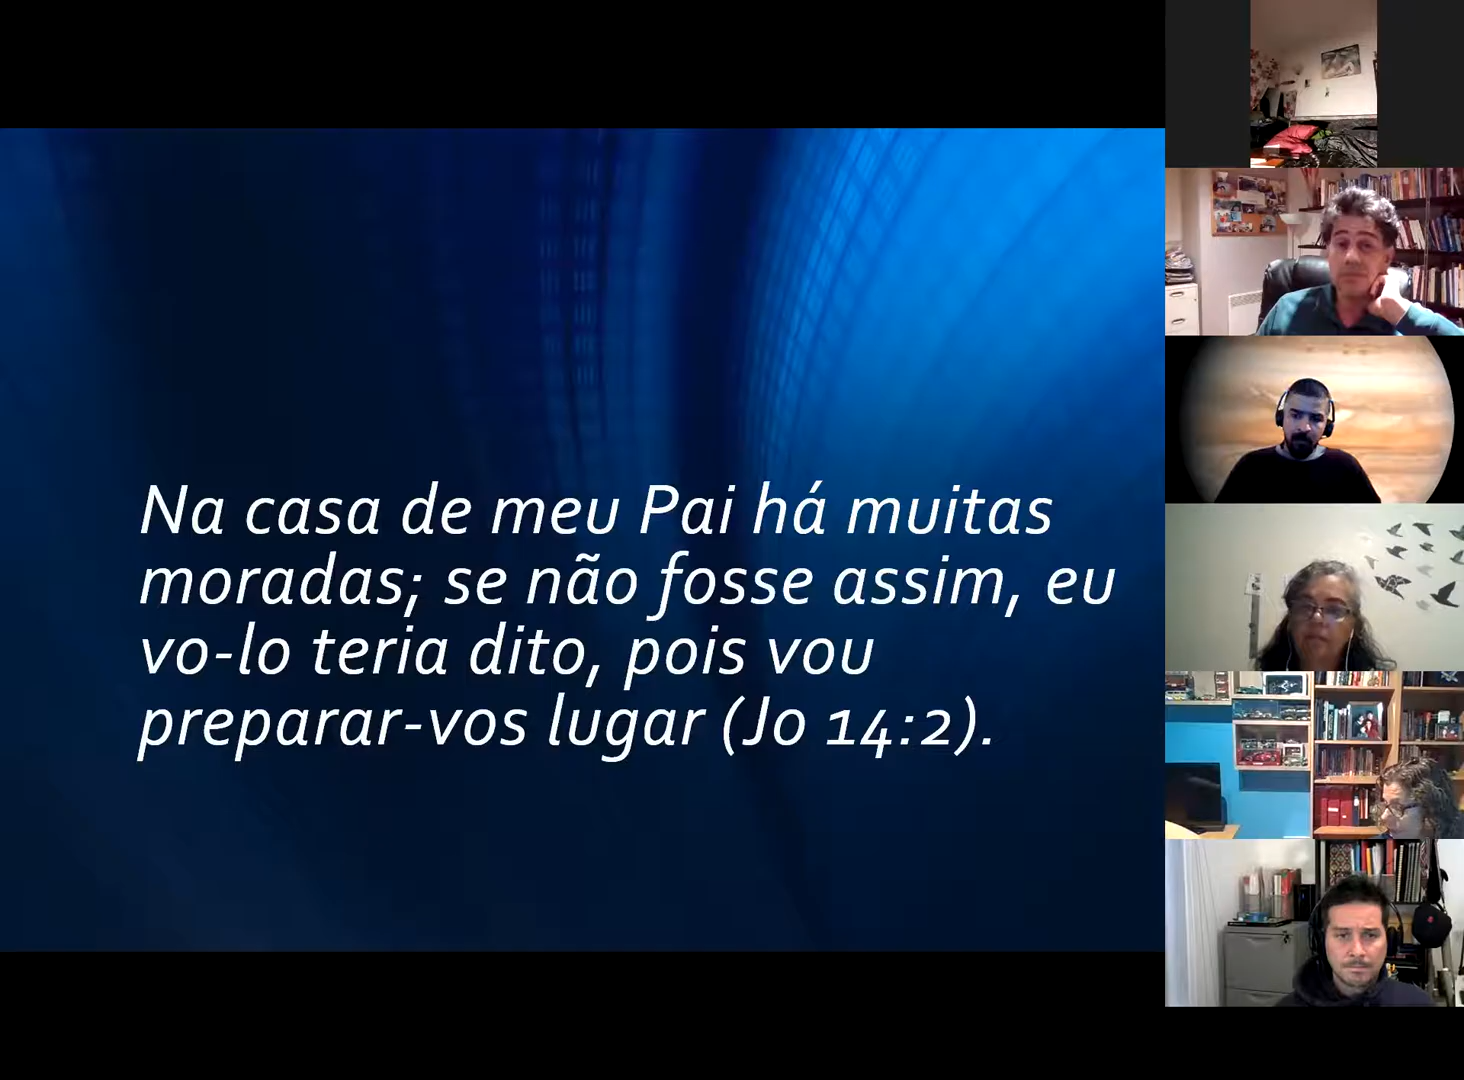 Na casa de meu Pai há muitas
moradas; se não fosse assim, eu
vo-lo teria dito, pois vou
preparar-vos lugar (Jo 14:2).